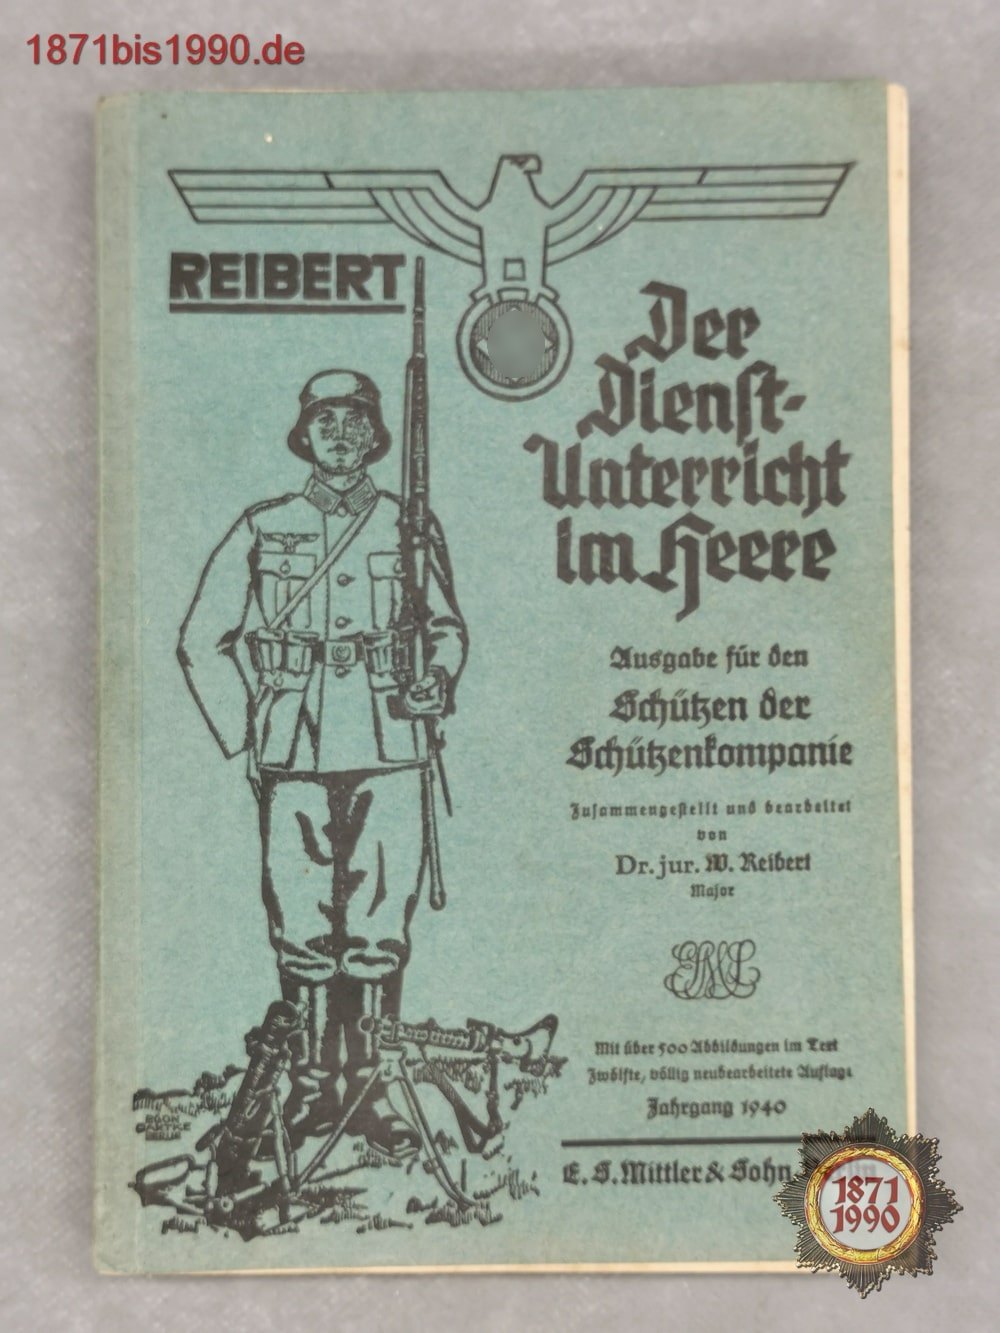 1871bis1990.de
REIBERT
Der
Dienst-
Unterricht
im Heere
Ausgabe für den
Schützen der
Schützenkompanie
Zusammengestellt und bearbeitet
von
Dr. jur. W. Reibert
Major
Mit über 500 Abbildungen im Text
Zwölfte, völlig neubearbeitete Auflage
Jahrgang 1940
EGON
BERLIN
E. S. Mittler & Sohn
1871
1990